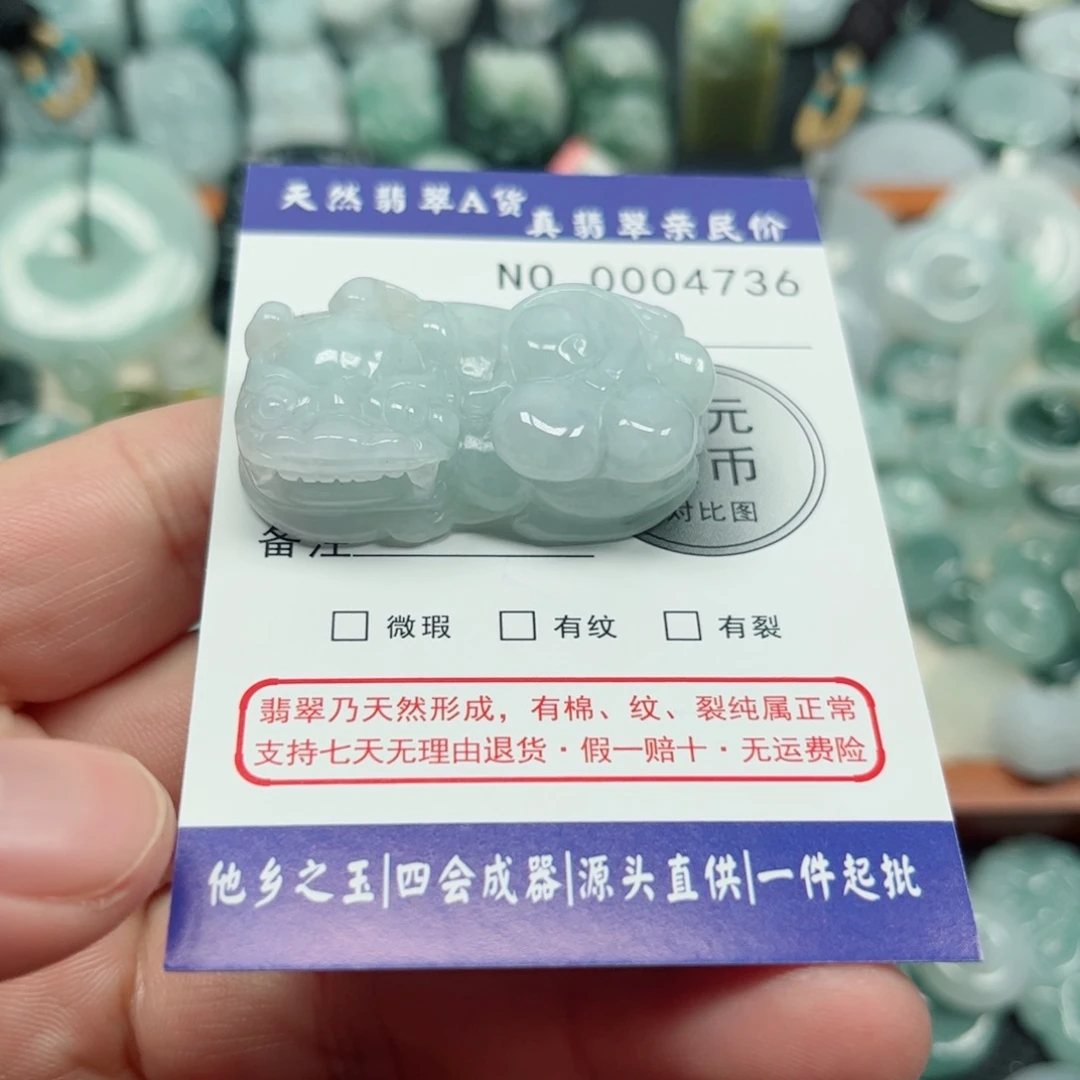 天然翡翠A货
真翡翠亲民价
NO 0004736
元
币
对比图
备注
微瑕 有纹 有裂
翡翠乃天然形成，有棉、纹、裂纯属正常
支持七天无理由退货·假一赔十·无运费险
他乡之玉|四会成器|源头直供|一件起批